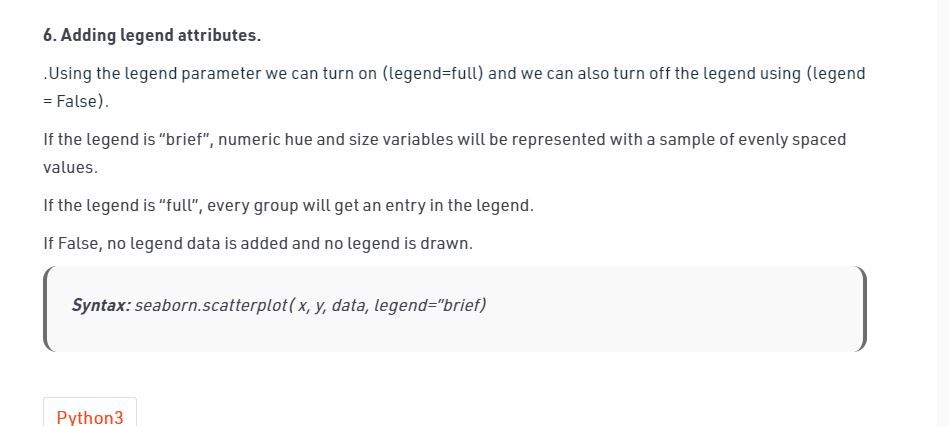 6. Adding legend attributes.
.Using the legend parameter we can turn on (legend=full) and we can also turn off the legend using (legend
= False).
If the legend is “brief”, numeric hue and size variables will be represented with a sample of evenly spaced
values.
If the legend is “full”, every group will get an entry in the legend.
If False, no legend data is added and no legend is drawn.
Syntax: seaborn.scatterplot( x, y, data, legend=”brief)
Python3